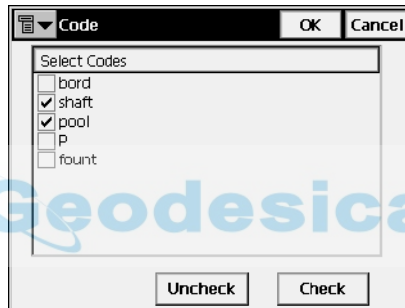 Code OK Cancel
Select Codes
bord
shaft
pool
P
fount
Geodesica
Uncheck Check